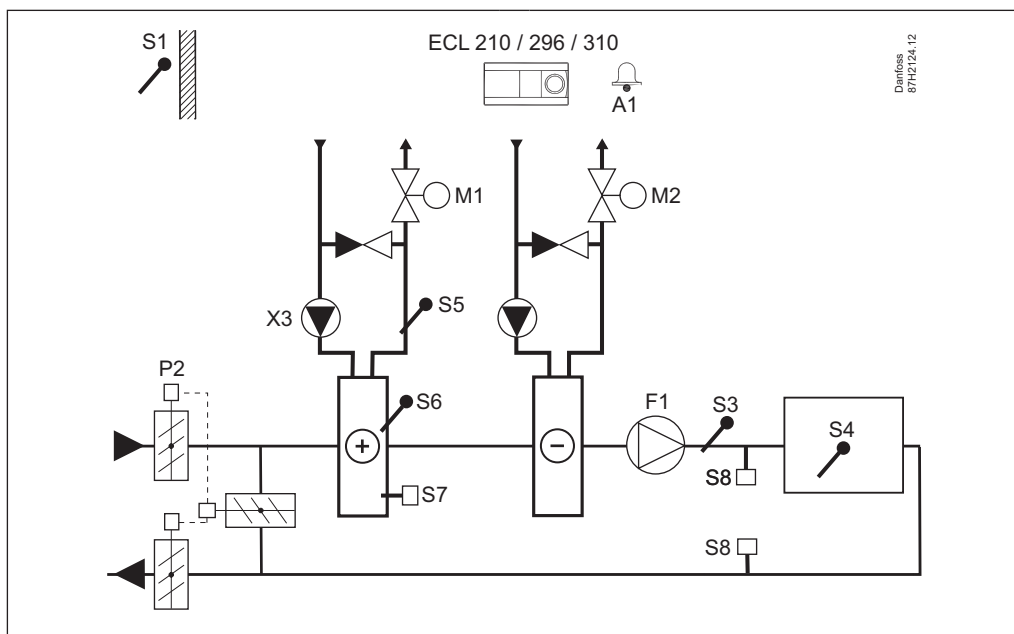 S1
ECL 210 / 296 / 310
A1
Danfoss
87H2124.12
M1
M2
X3
S5
P2
S6
F1
S3
S4
+
−
S7
S8
S8